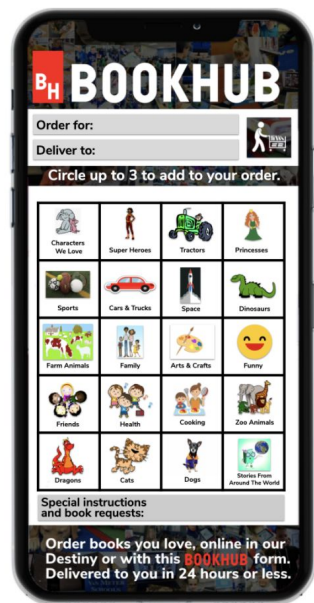 BH BOOKHUB
Order for:
Deliver to:
Circle up to 3 to add to your order.
Characters
We Love
Super Heroes
Tractors
Princesses
Sports
Cars & Trucks
Space
Dinosaurs
Farm Animals
Family
Arts & Crafts
Funny
Friends
Health
Cooking
Zoo Animals
Dragons
Cats
Dogs
Stories From
Around The World
Special instructions
and book requests:
Order books you love, online in our
Destiny or with this BOOKHUB form.
Delivered to you in 24 hours or less.